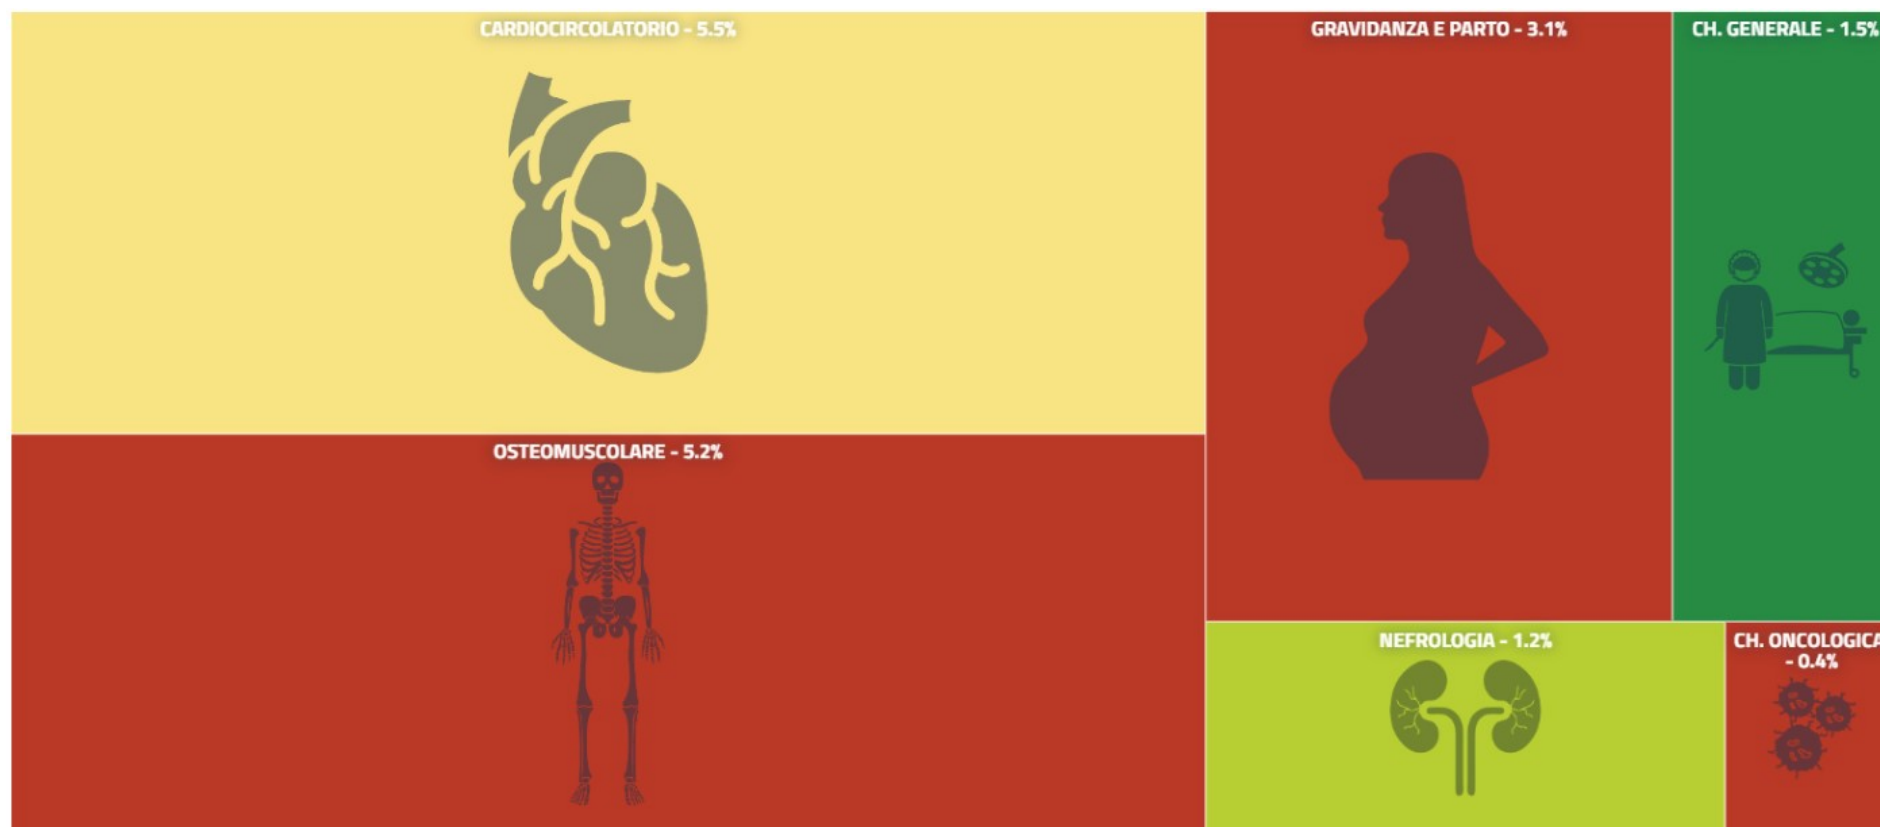 CARDIOCIRCOLATORIO - 5.5%
GRAVIDANZA E PARTO - 3.1%
CH. GENERALE - 1.5%
OSTEOMUSCOLARE - 5.2%
NEFROLOGIA - 1.2%
CH. ONCOLOGICA
- 0.4%